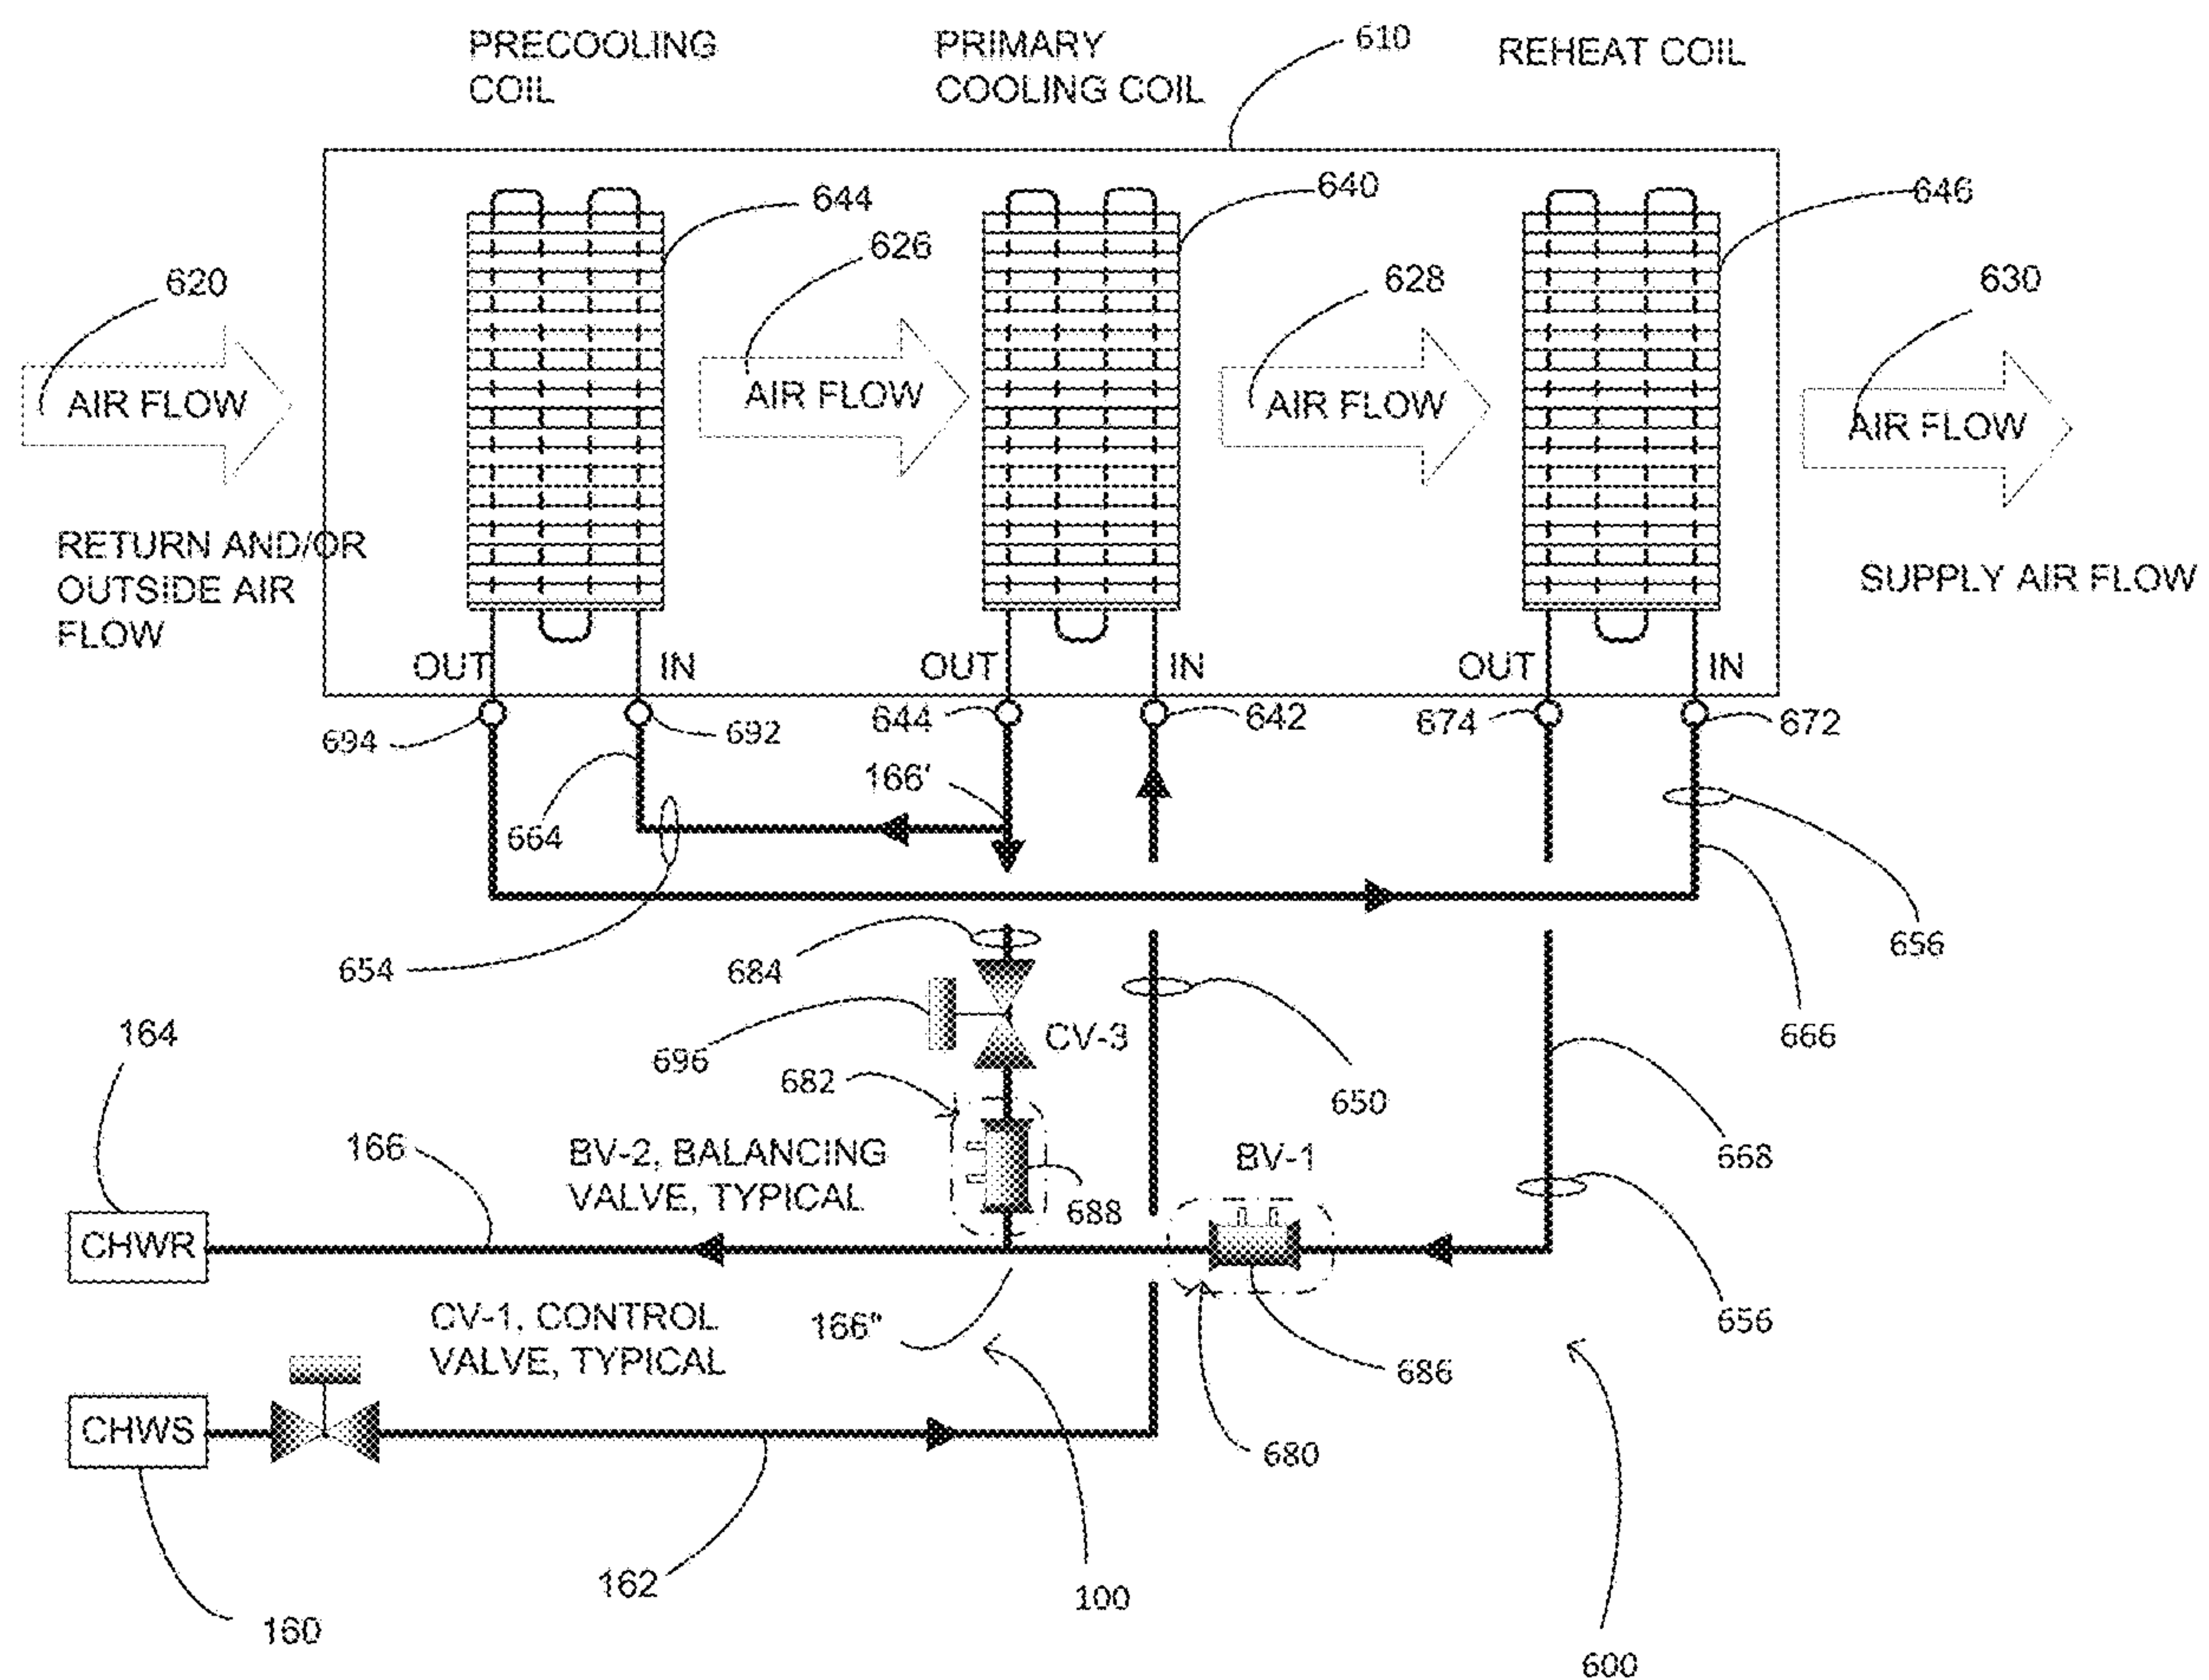 PRECOOLING
COIL
PRIMARY
COOLING COIL
610
REHEAT COIL
644
640
646
620
626
628
630
AIR FLOW
AIR FLOW
AIR FLOW
AIR FLOW
RETURN AND/OR
OUTSIDE AIR
FLOW
SUPPLY AIR FLOW
OUT
IN
OUT
IN
OUT
IN
694
692
644
642
674
672
166'
664
654
684
656
696
CV-3
666
164
682
650
166
BV-2, BALANCING
VALVE, TYPICAL
688
BV-1
668
CHWR
CV-1, CONTROL
VALVE, TYPICAL
166"
686
656
CHWS
680
162
100
160
600